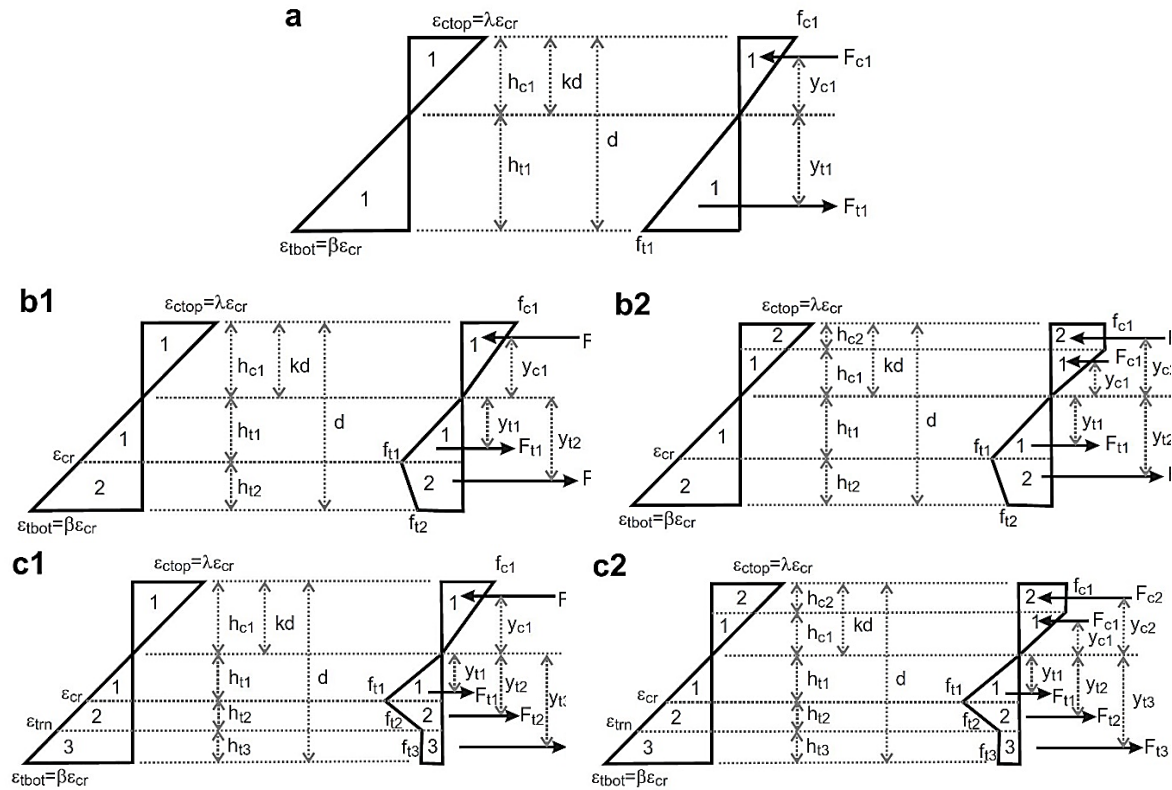 a
εctop=λεcr
fc1
1
1
Fc1
hc1
kd
yc1
d
ht1
yt1
1
1
Ft1
εtbot=βεcr
ft1
b1
εctop=λεcr
fc1
1
1
F
hc1
kd
yc1
1
ht1
d
yt1
yt2
1
Ft1
εcr
ft1
2
ht2
2
F
εtbot=βεcr
ft2
b2
εctop=λεcr
fc1
2
hc2
2
F
1
hc1
kd
1
Fc1
yc1
yc2
1
ht1
d
yt1
yt2
1
Ft1
εcr
ft1
2
ht2
2
F
εtbot=βεcr
ft2
c1
εctop=λεcr
fc1
1
1
F
hc1
kd
yc1
1
ht1
d
yt1
yt2
yt3
εcr
ft1
1
Ft1
2
ht2
ft2
2
Ft2
εtrn
3
ht3
ft3
3
εtbot=βεcr
c2
εctop=λεcr
fc1
2
hc2
2
Fc2
1
hc1
kd
1
Fc1
yc1
yc2
1
ht1
d
yt1
yt2
yt3
εcr
ft1
1
Ft1
2
ht2
ft2
2
Ft2
εtrn
3
ht3
ft3
3
Ft3
εtbot=βεcr